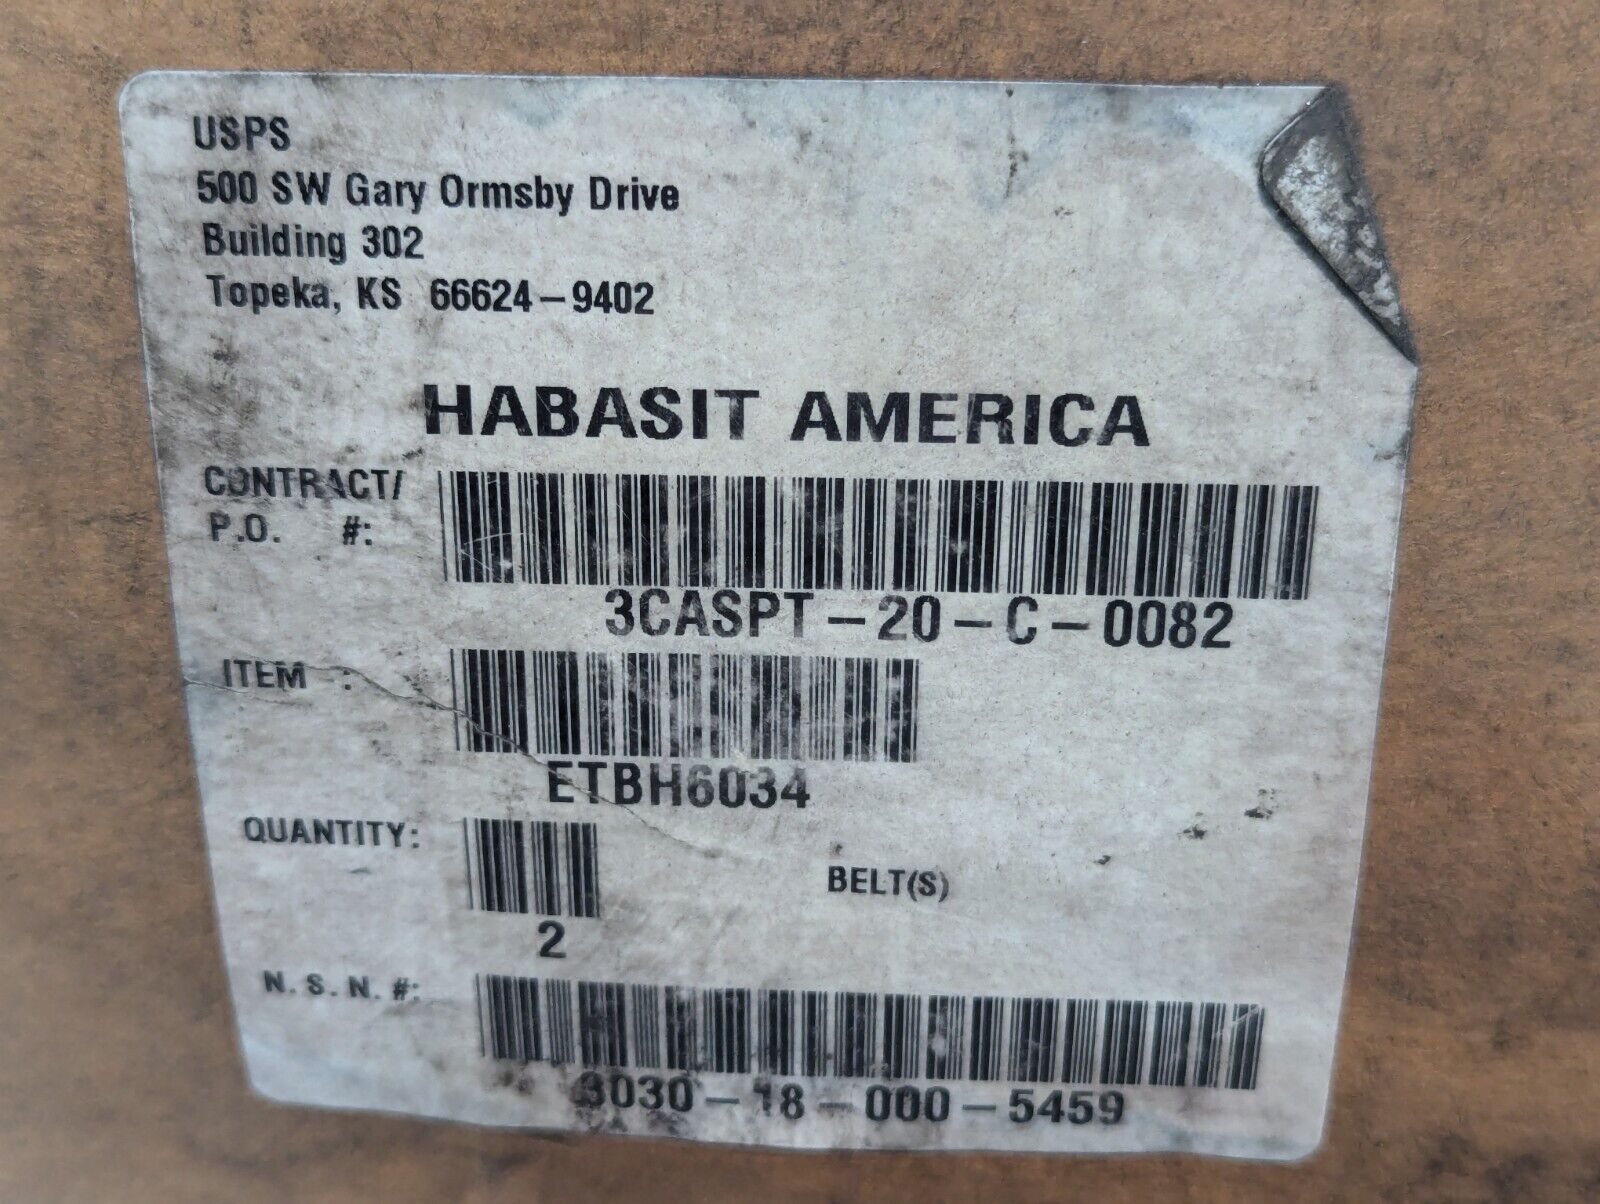 USPS
500 SW Gary Ormsby Drive
Building 302
Topeka, KS 66624-9402
HABASIT AMERICA
CONTRACT/
P.O. #:
3CASPT-20-C-0082
ITEM :
ETBH6034
QUANTITY:
BELT(S)
2
N.S.N.#:
3030-18-000-5459